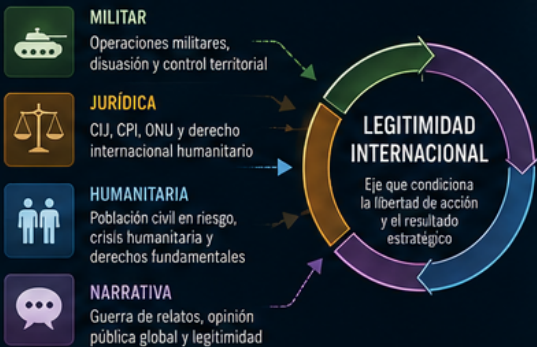 MILITAR
Operaciones militares,
disuasión y control territorial
JURÍDICA
CIJ, CPI, ONU y derecho
internacional humanitario
HUMANITARIA
Población civil en riesgo,
crisis humanitaria y
derechos fundamentales
NARRATIVA
Guerra de relatos, opinión
pública global y legitimidad
LEGITIMIDAD
INTERNACIONAL
Eje que condiciona
la libertad de acción
y el resultado
estratégico